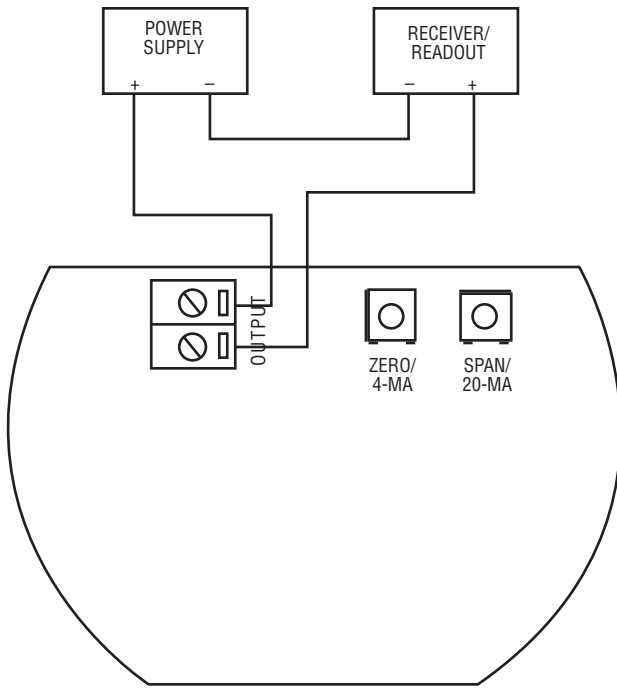 POWER
SUPPLY
+ –
RECEIVER/
READOUT
– +
OUTPUT
ZERO/
4-MA
SPAN/
20-MA